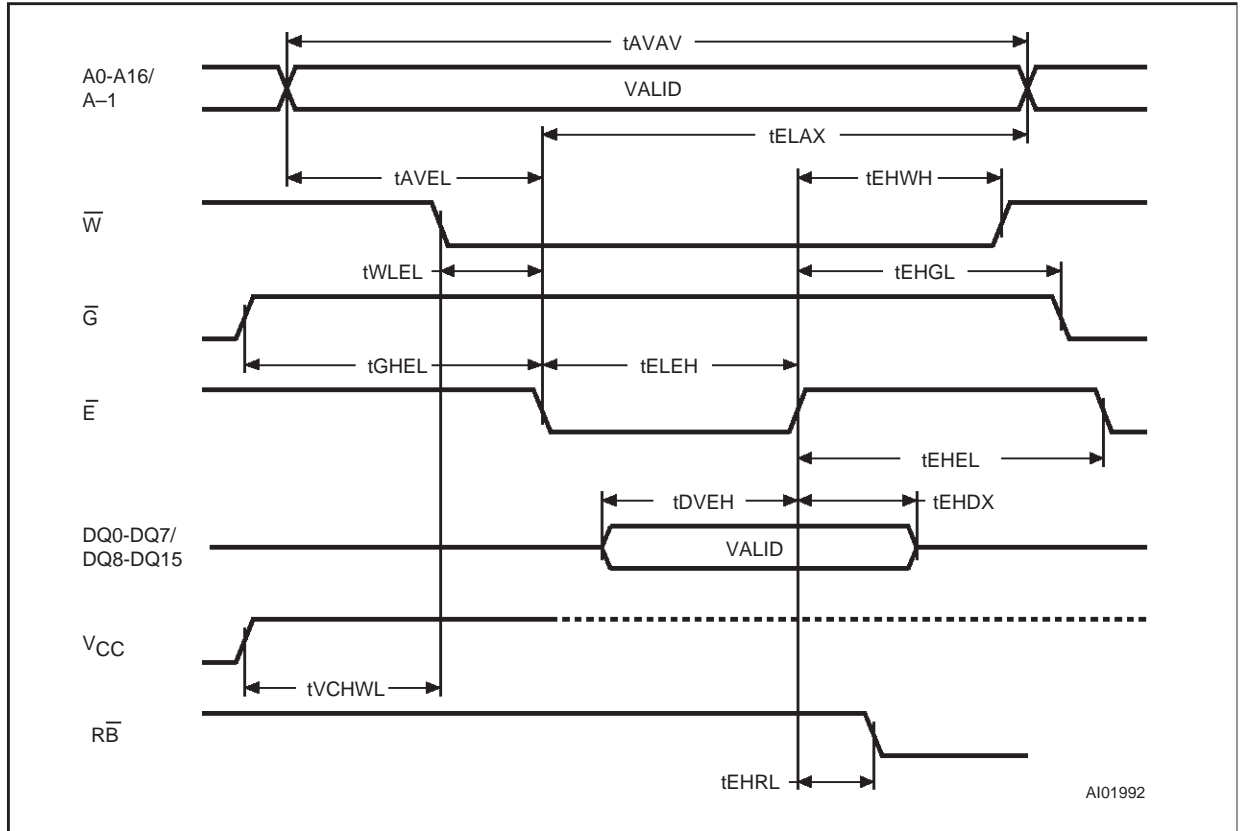 tAVAV
A0-A16/
A–1
VALID
tELAX
tAVEL
tEHWH
W̅
tWLEL
tEHGL
G̅
tGHEL
tELEH
E̅
tEHEL
tDVEH
tEHDX
DQ0-DQ7/
DQ8-DQ15
VALID
VCC
tVCHWL
RB̅
tEHRL
AI01992